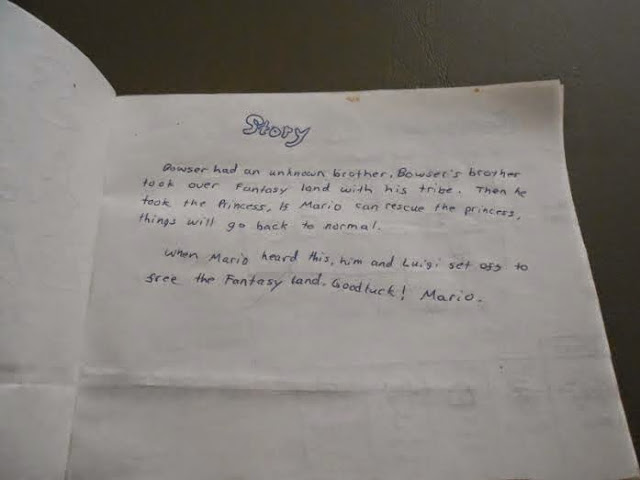 Story
Bowser had an unknown brother. Bowser's brother
took over Fantasy land with his tribe. Then he
took the Princess, If Mario can rescue the princess,
things will go back to normal.
When Mario heard this, him and Luigi set off to
free the Fantasy land. Goodluck! Mario.